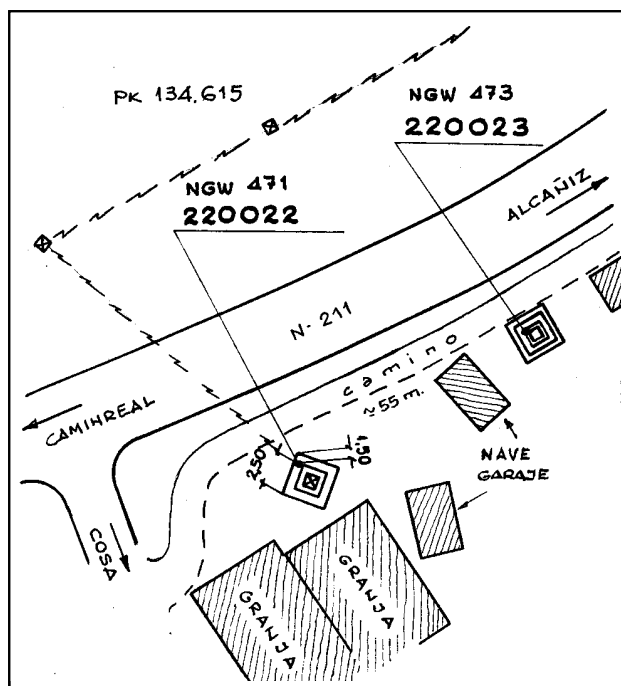 PK 134,615
NGW 473
220023
NGW 471
220022
ALCAÑIZ
N-211
CAMINREAL
camino
≃55 m.
2,50
1,50
NAVE
GARAJE
COSA
GRANJA
GRANJA